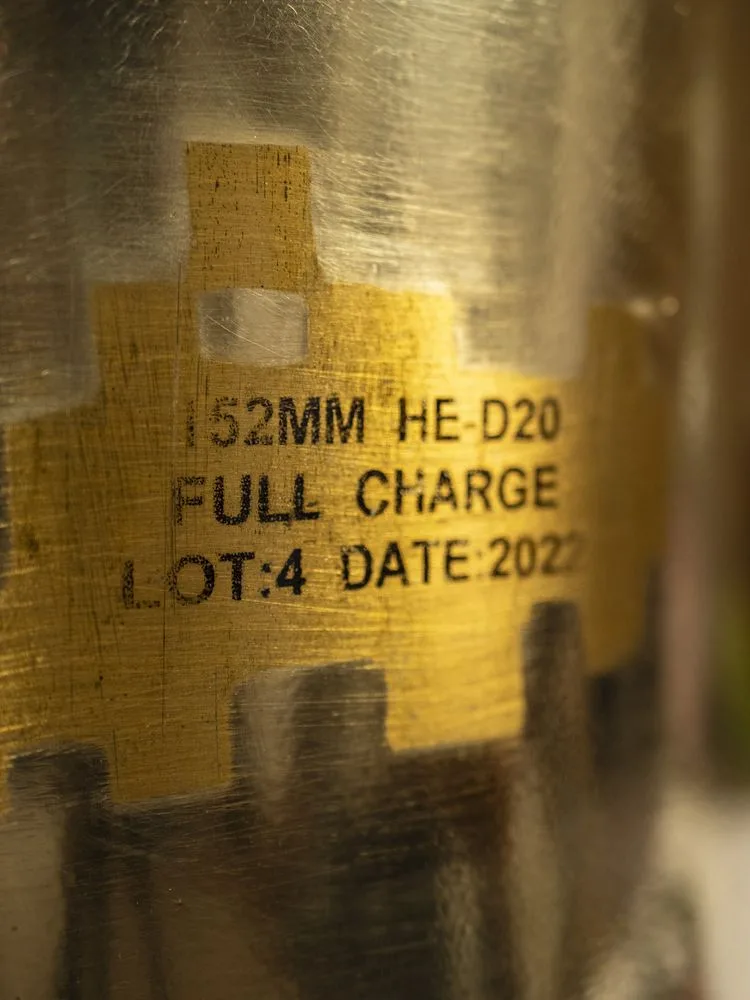 152MM HE-D20
FULL CHARGE
LOT:4 DATE:2022